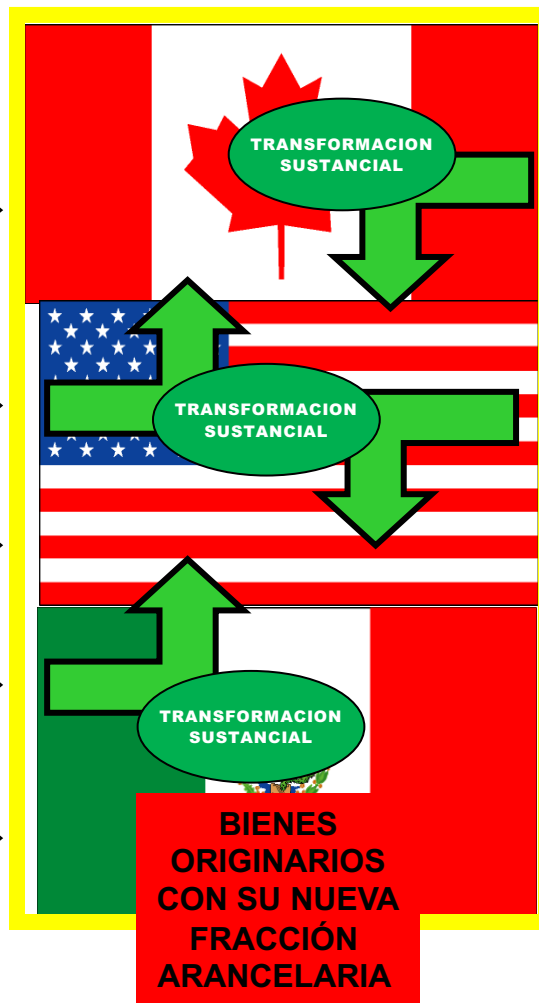 TRANSFORMACION
SUSTANCIAL
TRANSFORMACION
SUSTANCIAL
TRANSFORMACION
SUSTANCIAL
BIENES
ORIGINARIOS
CON SU NUEVA
FRACCIÓN
ARANCELARIA